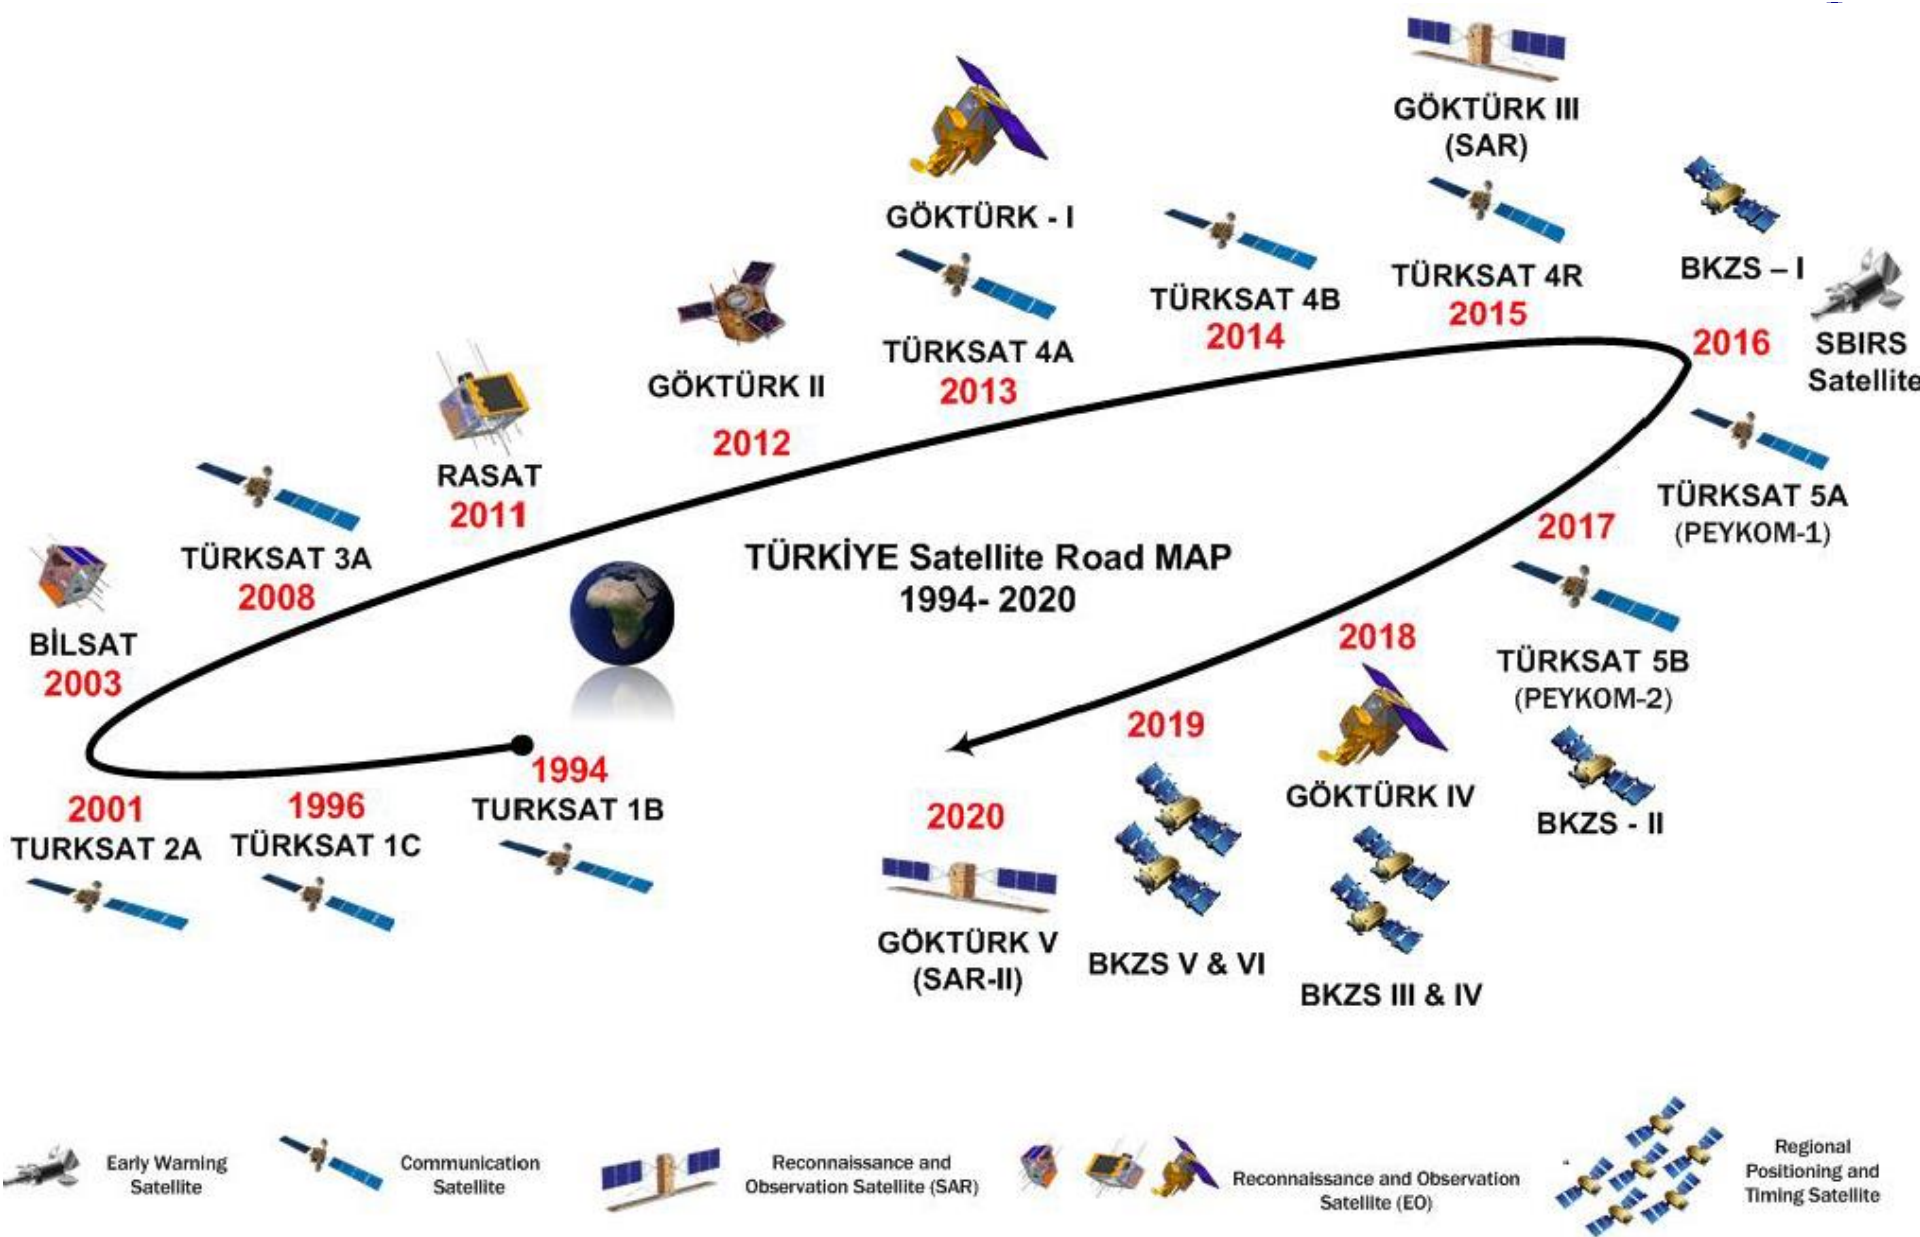 GÖKTÜRK III
(SAR)
GÖKTÜRK - I
TÜRKSAT 4R
2015
BKZS – I
TÜRKSAT 4B
2014
2016
SBIRS
Satellite
TÜRKSAT 4A
2013
GÖKTÜRK II
2012
RASAT
2011
TÜRKSAT 5A
(PEYKOM-1)
2017
TÜRKSAT 3A
2008
TÜRKİYE Satellite Road MAP
1994- 2020
BİLSAT
2003
2018
TÜRKSAT 5B
(PEYKOM-2)
2019
1994
TURKSAT 1B
2001
TURKSAT 2A
1996
TÜRKSAT 1C
GÖKTÜRK IV
BKZS - II
2020
GÖKTÜRK V
(SAR-II)
BKZS V & VI
BKZS III & IV
Early Warning
Satellite
Communication
Satellite
Reconnaissance and
Observation Satellite (SAR)
Reconnaissance and Observation
Satellite (EO)
Regional
Positioning and
Timing Satellite